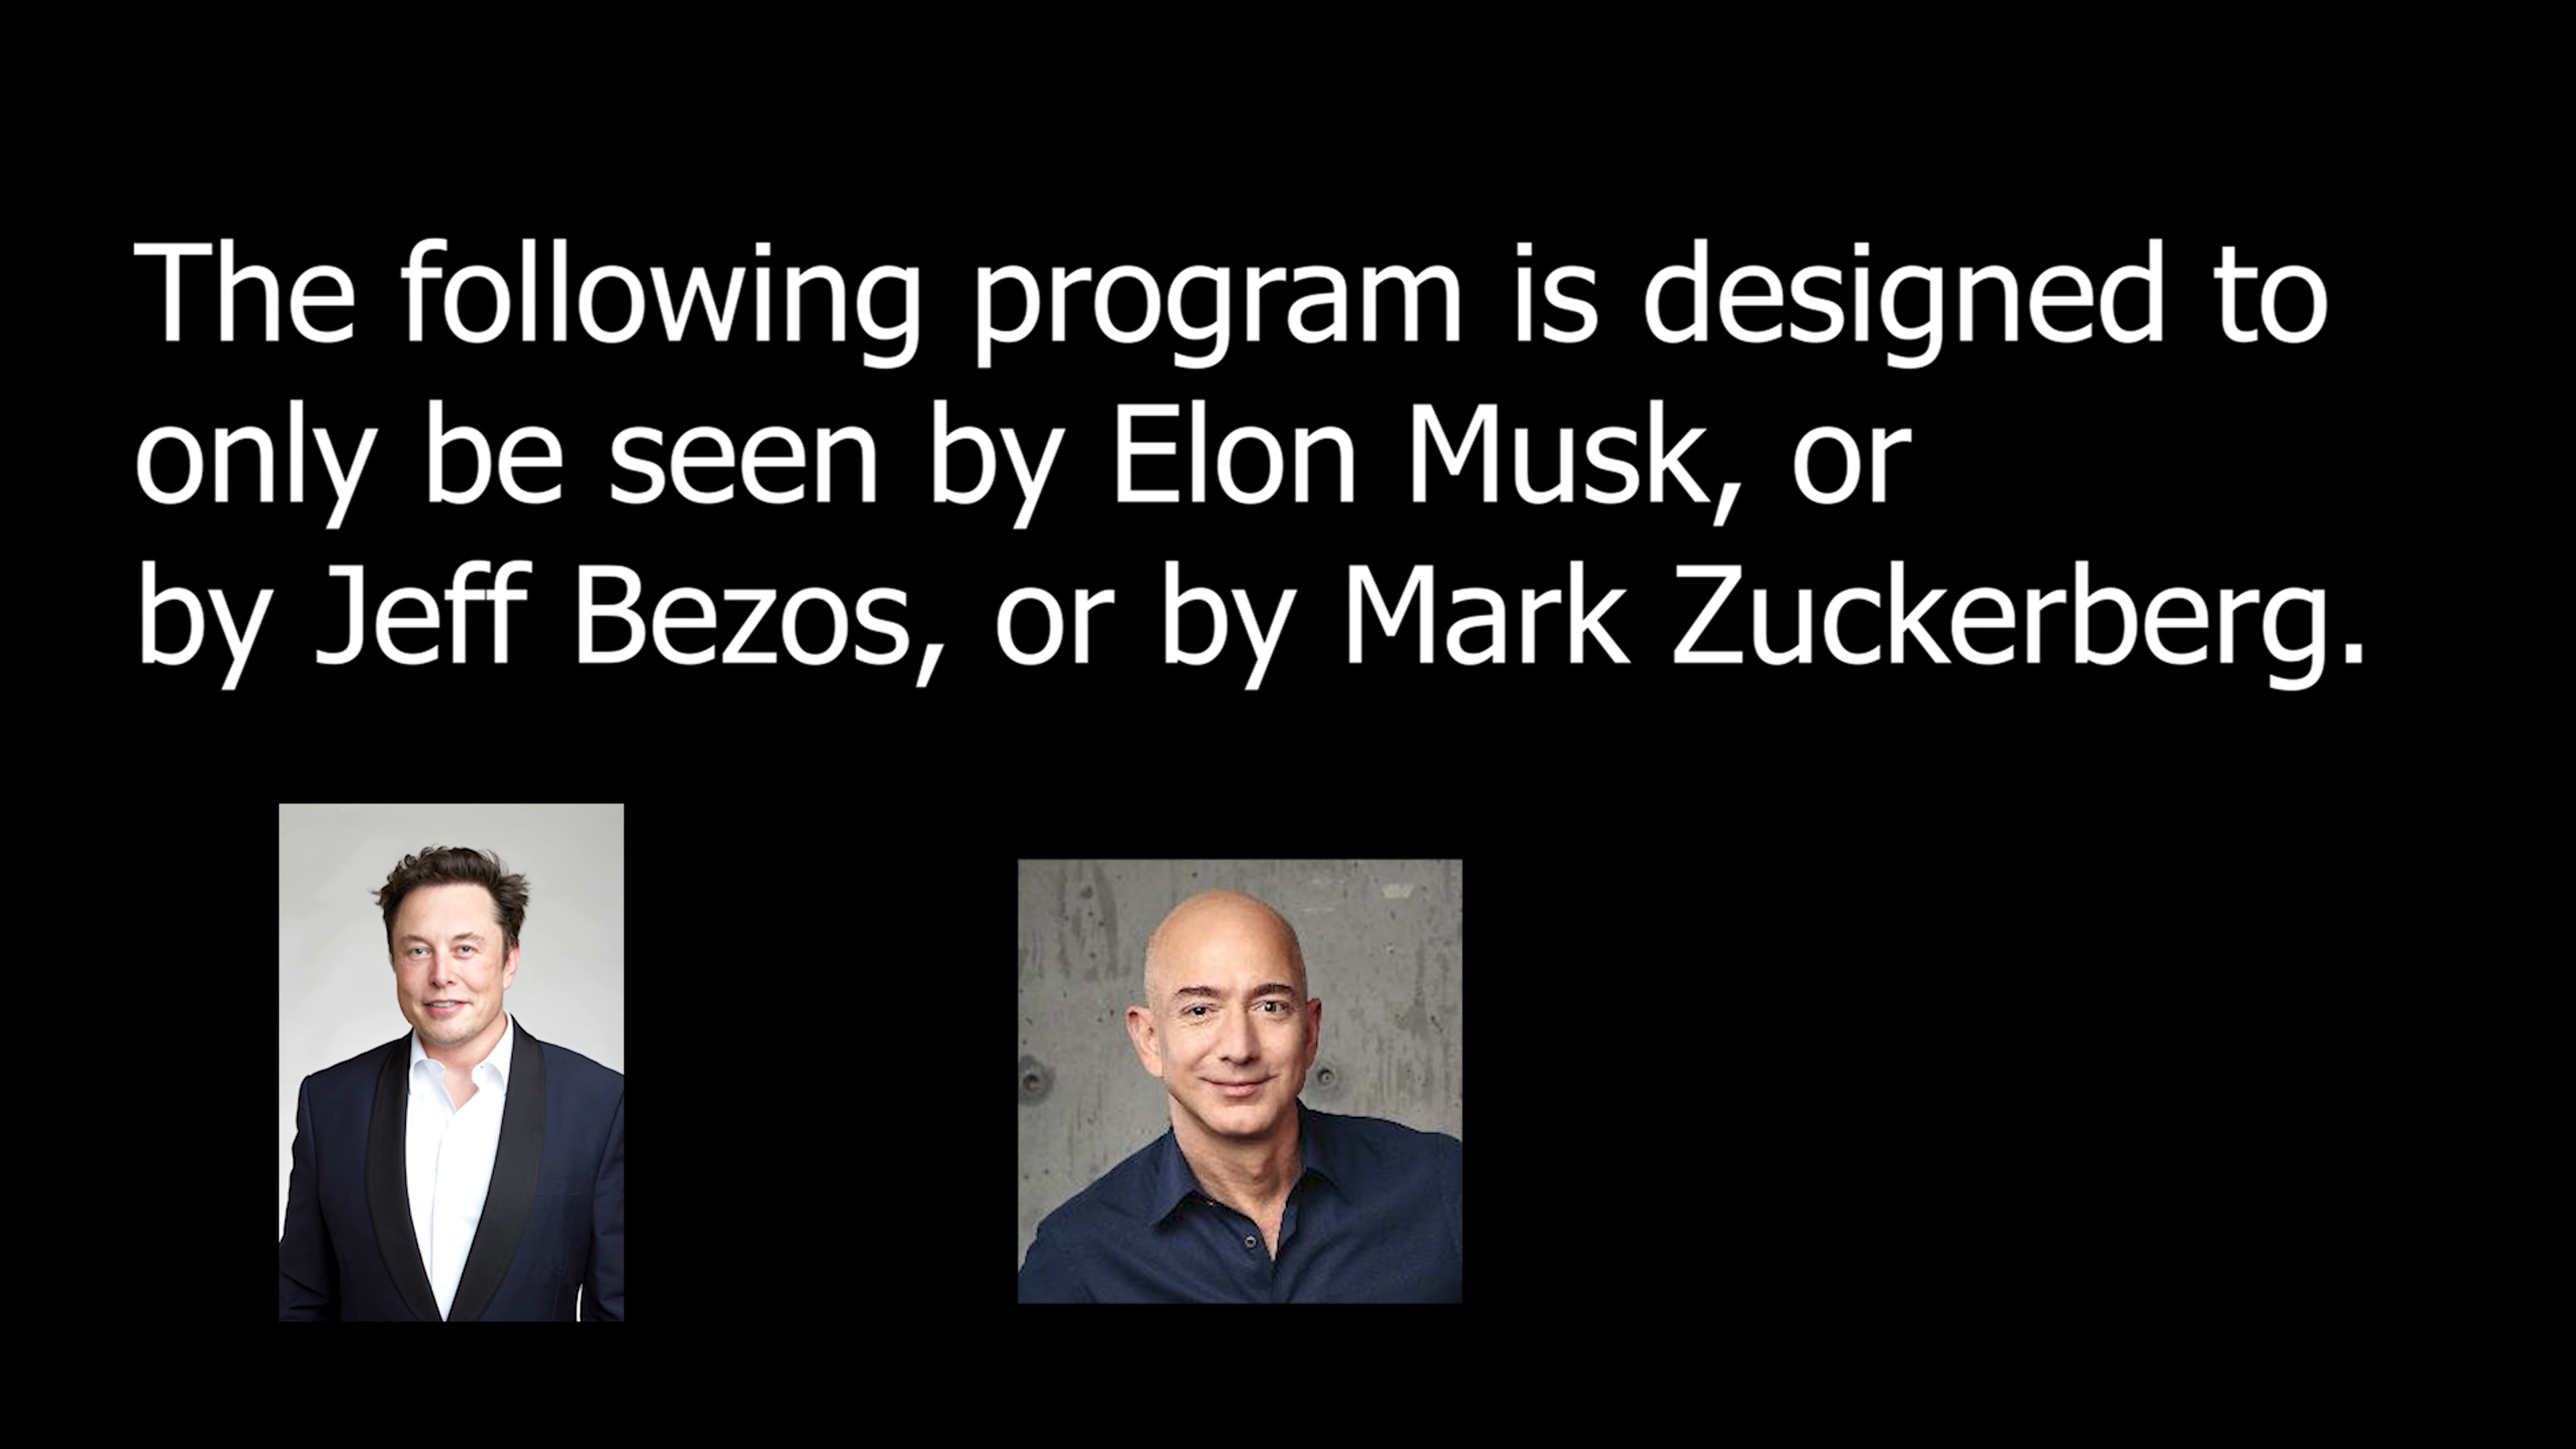 The following program is designed to
only be seen by Elon Musk, or
by Jeff Bezos, or by Mark Zuckerberg.